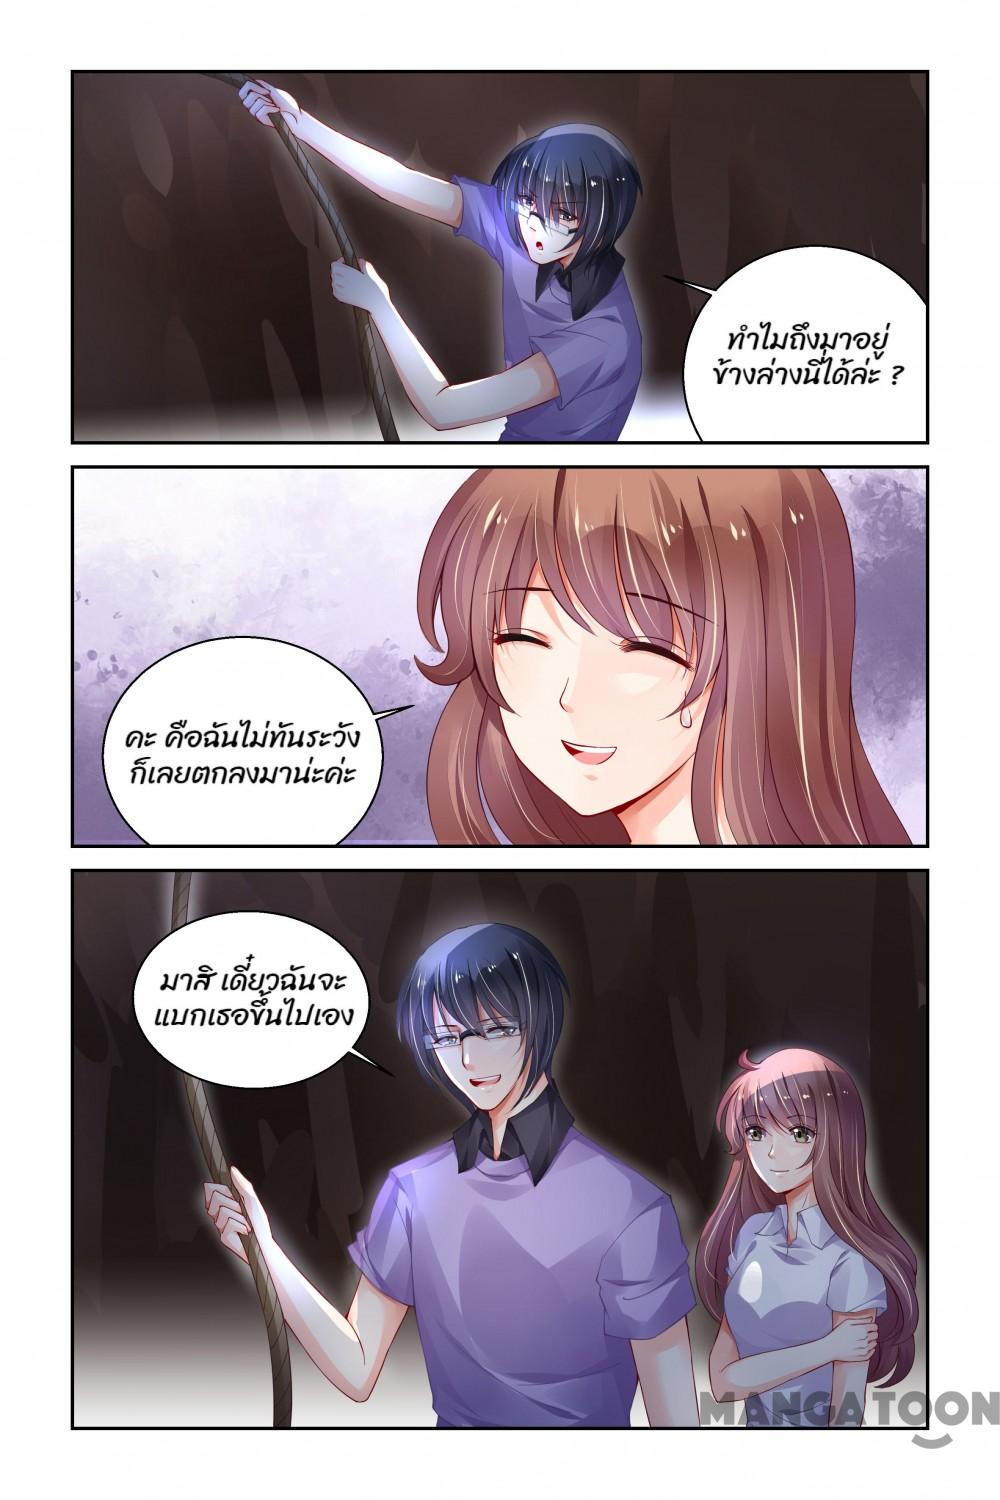 ทำไมถึงมาอยู่
ข้างล่างนี่ได้ล่ะ ?
คะ คือฉันไม่ทันระวัง
ก็เลยตกลงมาน่ะค่ะ
มาสิ เดี๋ยวฉันจะ
แบกเธอขึ้นไปเอง
MANGATOON